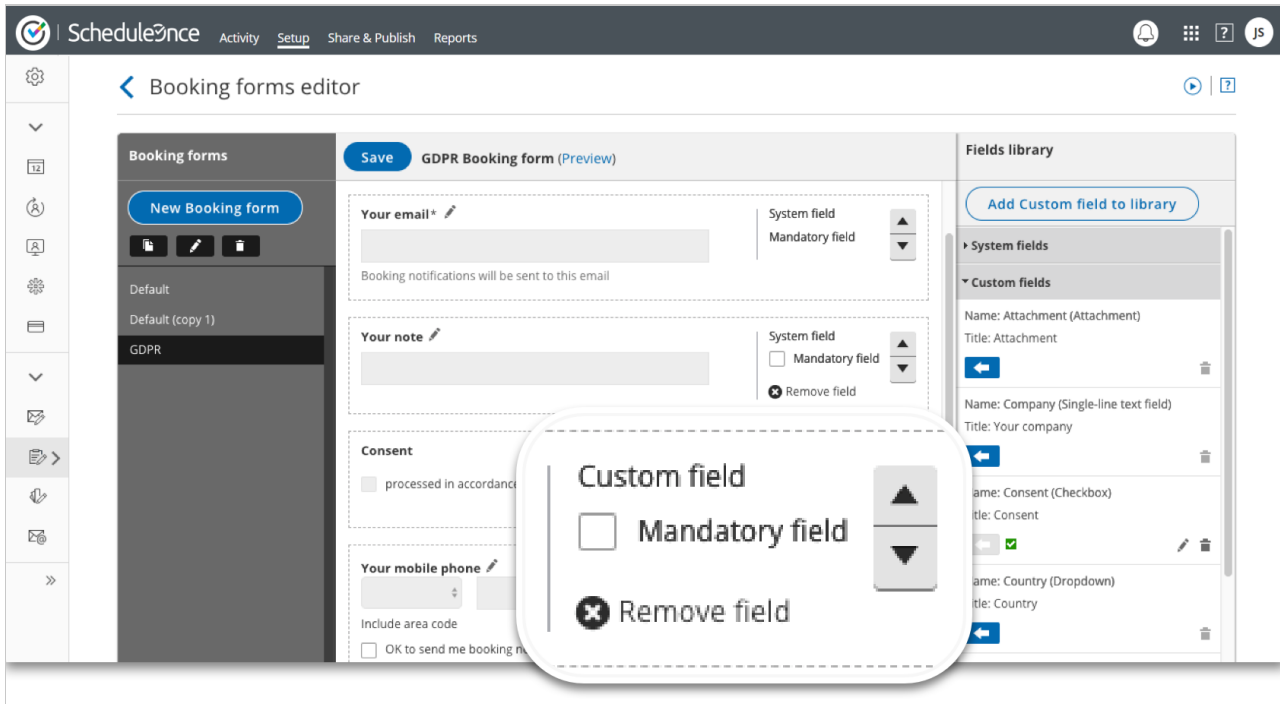 ScheduleOnce Activity Setup Share & Publish Reports ? JS
Booking forms editor ?
12
Booking forms
New Booking form
Default
Default (copy 1)
GDPR
Save GDPR Booking form (Preview)
Your email*
System field
Mandatory field
Booking notifications will be sent to this email
Your note
System field
Mandatory field
Remove field
Consent
processed in accordance
Your mobile phone
Include area code
OK to send me booking
Custom field
Mandatory field
Remove field
Fields library
Add Custom field to library
System fields
Custom fields
Name: Attachment (Attachment)
Title: Attachment
Name: Company (Single-line text field)
Title: Your company
ame: Consent (Checkbox)
itle: Consent
ame: Country (Dropdown)
itle: Country